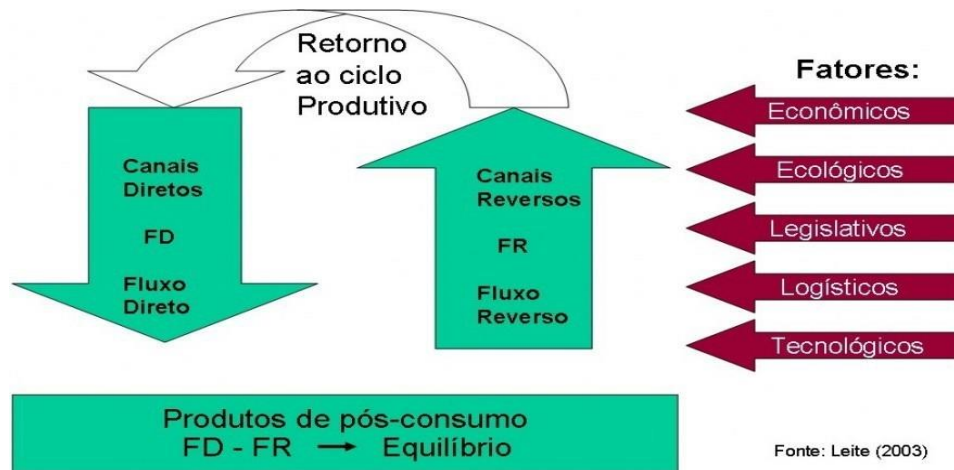 Retorno
ao ciclo
Produtivo
Canais
Diretos
FD
Fluxo
Direto
Canais
Reversos
FR
Fluxo
Reverso
Fatores:
Econômicos
Ecológicos
Legislativos
Logísticos
Tecnológicos
Produtos de pós-consumo
FD - FR → Equilíbrio
Fonte: Leite (2003)